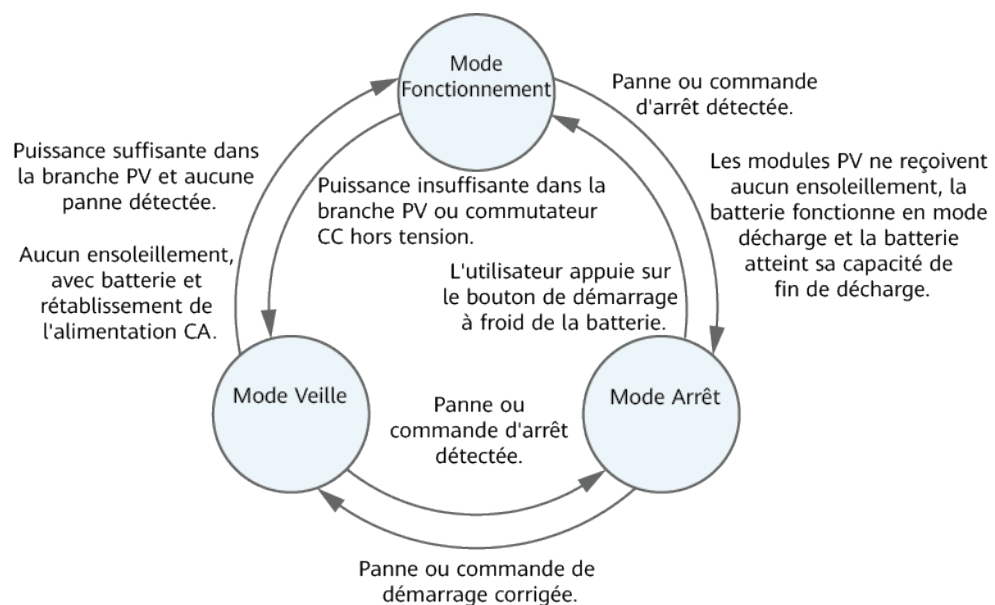 Mode
Fonctionnement
Panne ou commande
d'arrêt détectée.
Puissance suffisante dans
la branche PV et aucune
panne détectée.
Les modules PV ne reçoivent
aucun ensoleillement, la
batterie fonctionne en mode
décharge et la batterie
atteint sa capacité de
fin de décharge.
Puissance insuffisante dans la
branche PV ou commutateur
CC hors tension.
Aucun ensoleillement,
avec batterie et
rétablissement de
l'alimentation CA.
L'utilisateur appuie sur
le bouton de démarrage
à froid de la batterie.
Mode Veille
Mode Arrêt
Panne ou
commande d'arrêt
détectée.
Panne ou commande de
démarrage corrigée.